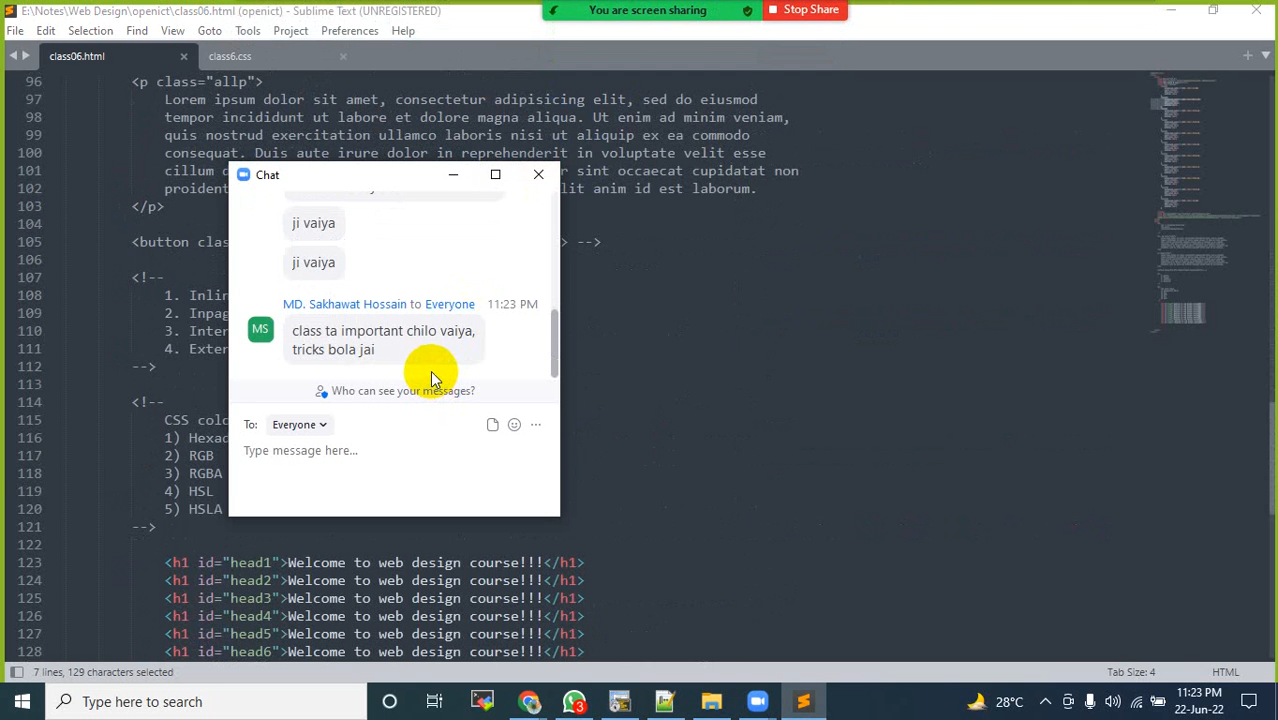 E:\Notes\Web Design\openict\class06.html (openict) - Sublime Text (UNREGISTERED)
You are screen sharing
Stop Share
File Edit Selection Find View Goto Tools Project Preferences Help
class06.html
class6.css
96 <p class="allp">
97 Lorem ipsum dolor sit amet, consectetur adipisicing elit, sed do eiusmod
98 tempor incididunt ut labore et dolore magna aliqua. Ut enim ad minim veniam,
99 quis nostrud exercitation ullamco laboris nisi ut aliquip ex ea commodo
100 consequat. Duis aute irure dolor in reprehenderit in voluptate velit esse
101 cillum sint occaecat cupidatat non
102 proident im id est laborum.
103 </p>
104
105 <button clas > -->
106
107 <!--
108 1. Inli
109 2. Inpag
110 3. Inter
111 4. Exter
112 -->
113
114 <!--
115 CSS colo
116 1) Hexad
117 2) RGB
118 3) RGBA
119 4) HSL
120 5) HSLA
121 -->
122
123 <h1 id="head1">Welcome to web design course!!!</h1>
124 <h1 id="head2">Welcome to web design course!!!</h1>
125 <h1 id="head3">Welcome to web design course!!!</h1>
126 <h1 id="head4">Welcome to web design course!!!</h1>
127 <h1 id="head5">Welcome to web design course!!!</h1>
128 <h1 id="head6">Welcome to web design course!!!</h1>
Chat
ji vaiya
ji vaiya
MD. Sakhawat Hossain to Everyone 11:23 PM
MS
class ta important chilo vaiya,
tricks bola jai
Who can see your messages?
To: Everyone
Type message here...
7 lines, 129 characters selected
Tab Size: 4
HTML
Type here to search
3
28°C
11:23 PM
22-Jun-22